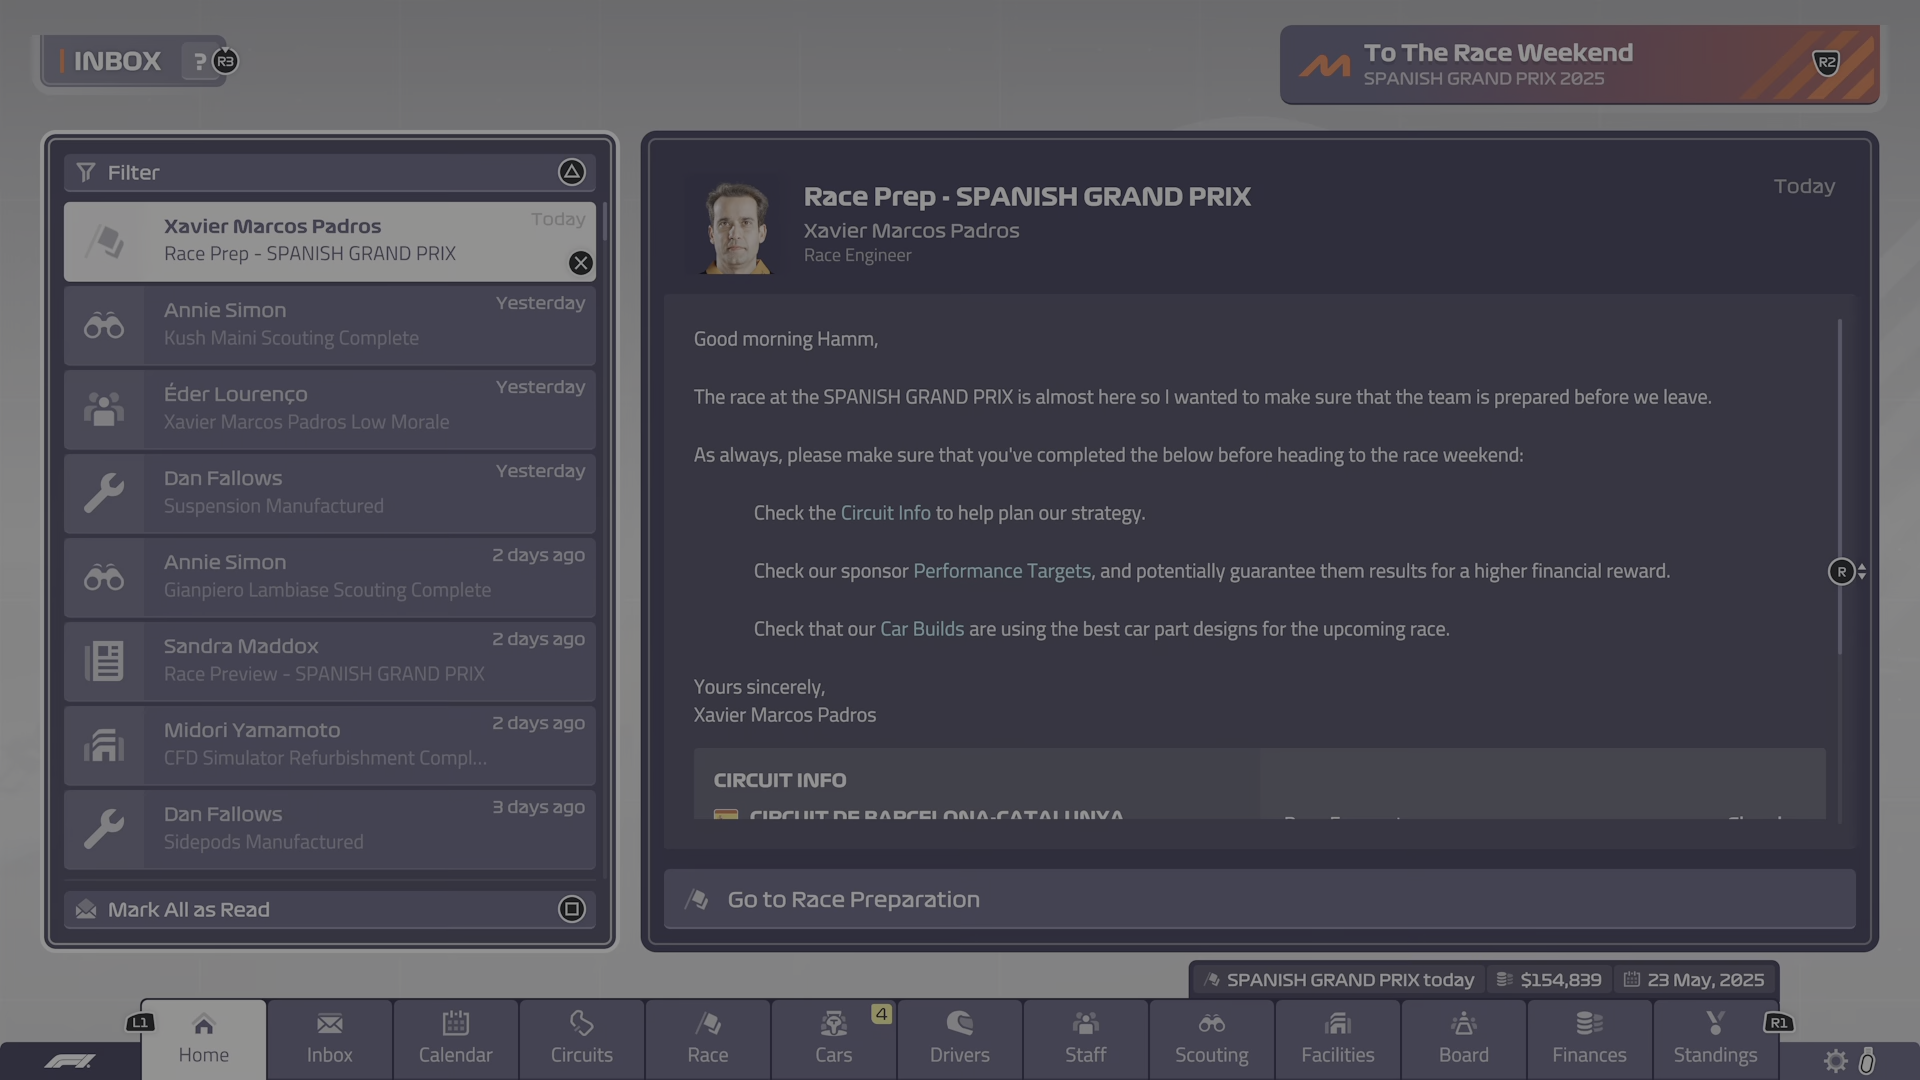 INBOX
?
R3
To The Race Weekend
SPANISH GRAND PRIX 2025
R2
Filter
Xavier Marcos Padros
Today
Race Prep - SPANISH GRAND PRIX
Annie Simon
Yesterday
Kush Maini Scouting Complete
Éder Lourenço
Yesterday
Xavier Marcos Padros Low Morale
Dan Fallows
Yesterday
Suspension Manufactured
Annie Simon
2 days ago
Gianpiero Lambiase Scouting Complete
Sandra Maddox
2 days ago
Race Preview - SPANISH GRAND PRIX
Midori Yamamoto
2 days ago
CFD Simulator Refurbishment Compl...
Dan Fallows
3 days ago
Sidepods Manufactured
Mark All as Read
Race Prep - SPANISH GRAND PRIX
Today
Xavier Marcos Padros
Race Engineer
Good morning Hamm,
The race at the SPANISH GRAND PRIX is almost here so I wanted to make sure that the team is prepared before we leave.
As always, please make sure that you've completed the below before heading to the race weekend:
Check the Circuit Info to help plan our strategy.
Check our sponsor Performance Targets, and potentially guarantee them results for a higher financial reward.
R
Check that our Car Builds are using the best car part designs for the upcoming race.
Yours sincerely,
Xavier Marcos Padros
CIRCUIT INFO
CIRCUIT DE BARCELONA-CATALUNYA
Go to Race Preparation
SPANISH GRAND PRIX today
$154,839
23 May, 2025
L1
Home
Inbox
Calendar
Circuits
Race
4
Cars
Drivers
Staff
Scouting
Facilities
Board
Finances
Standings
R1